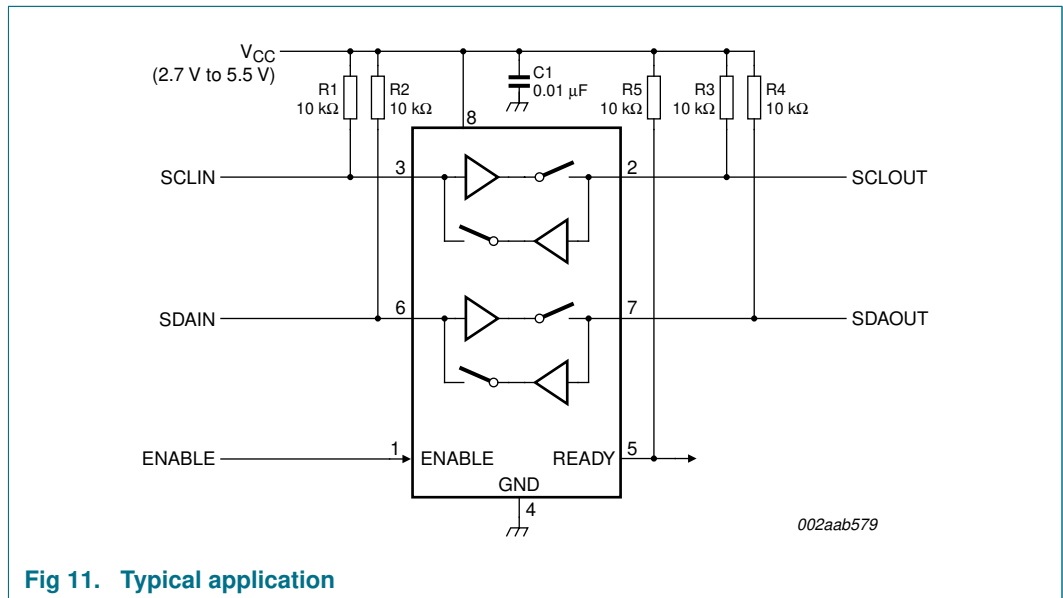 VCC
(2.7 V to 5.5 V)
R1
10 kΩ
R2
10 kΩ
C1
0.01 μF
R5
10 kΩ
R3
10 kΩ
R4
10 kΩ
8
SCLIN
3
2
SCLOUT
SDAIN
6
7
SDAOUT
ENABLE
1
ENABLE
READY
5
GND
4
002aab579
Fig 11. Typical application